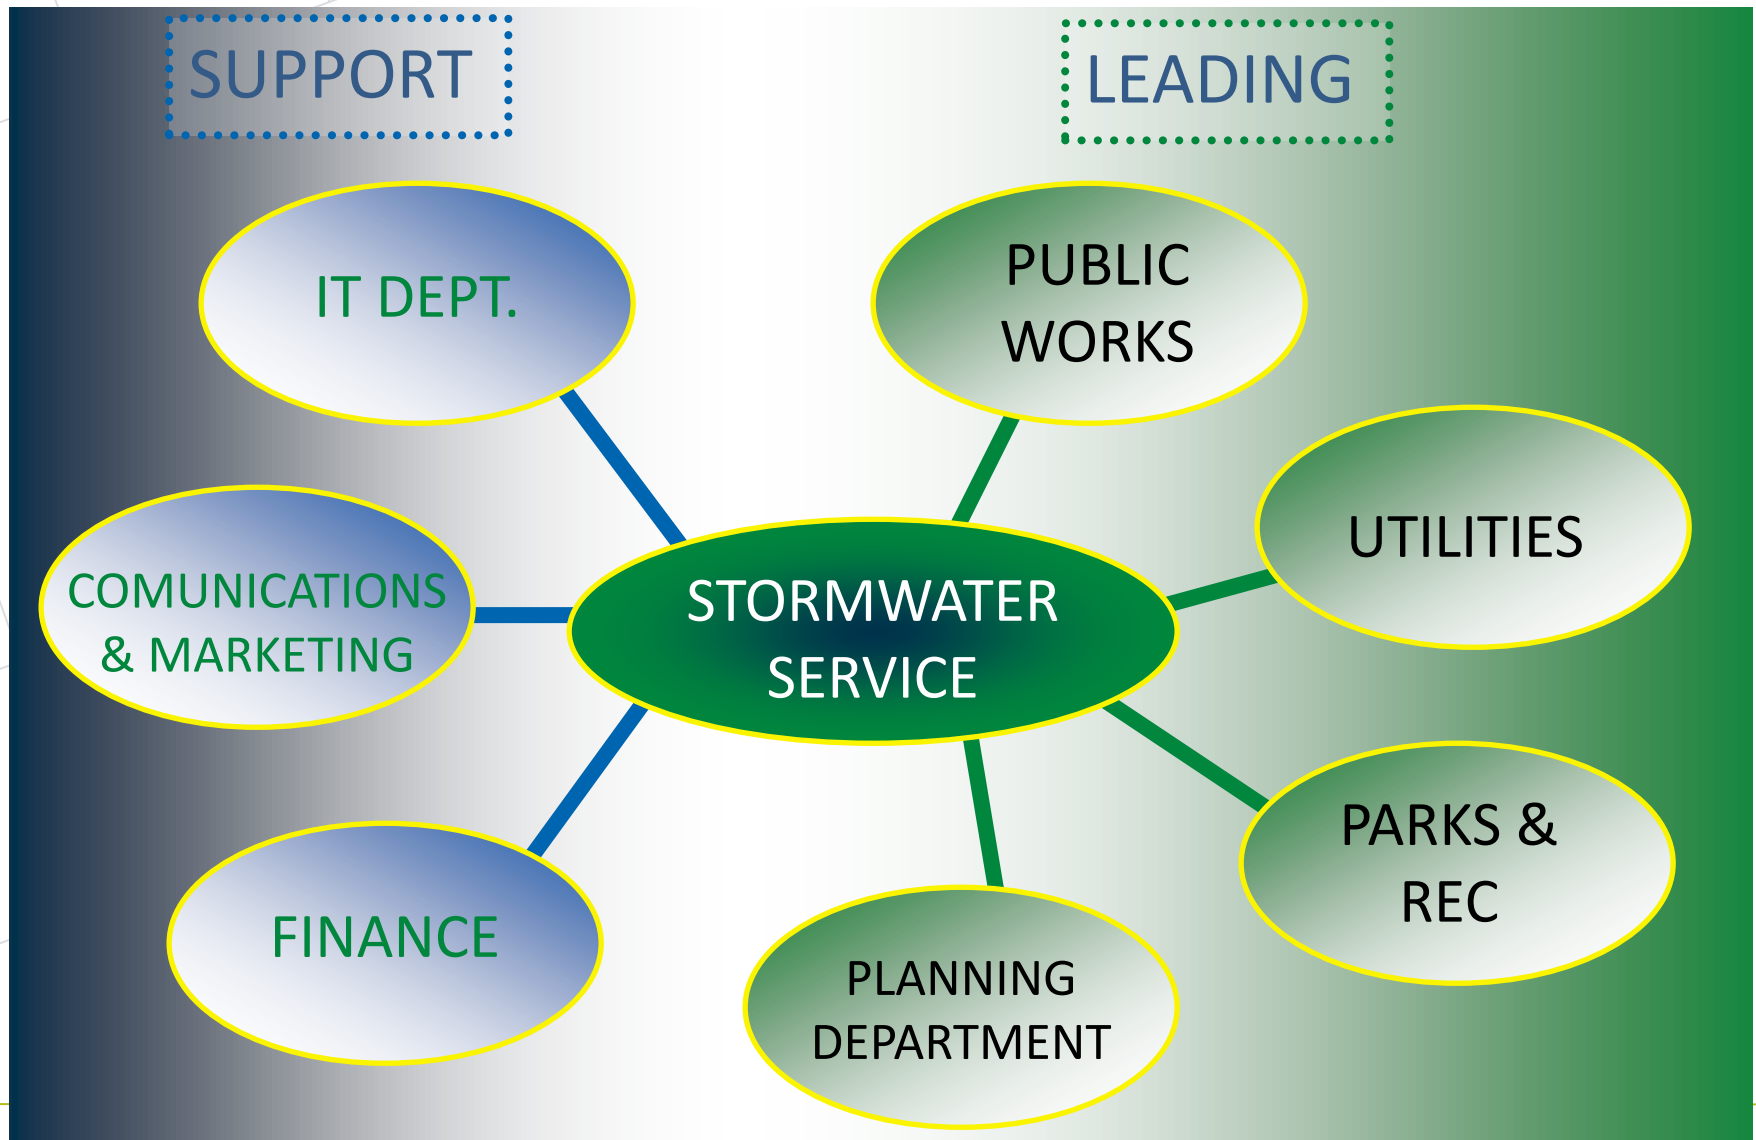 SUPPORT
LEADING
IT DEPT.
PUBLIC
WORKS
UTILITIES
COMUNICATIONS
& MARKETING
STORMWATER
SERVICE
PARKS &
REC
FINANCE
PLANNING
DEPARTMENT